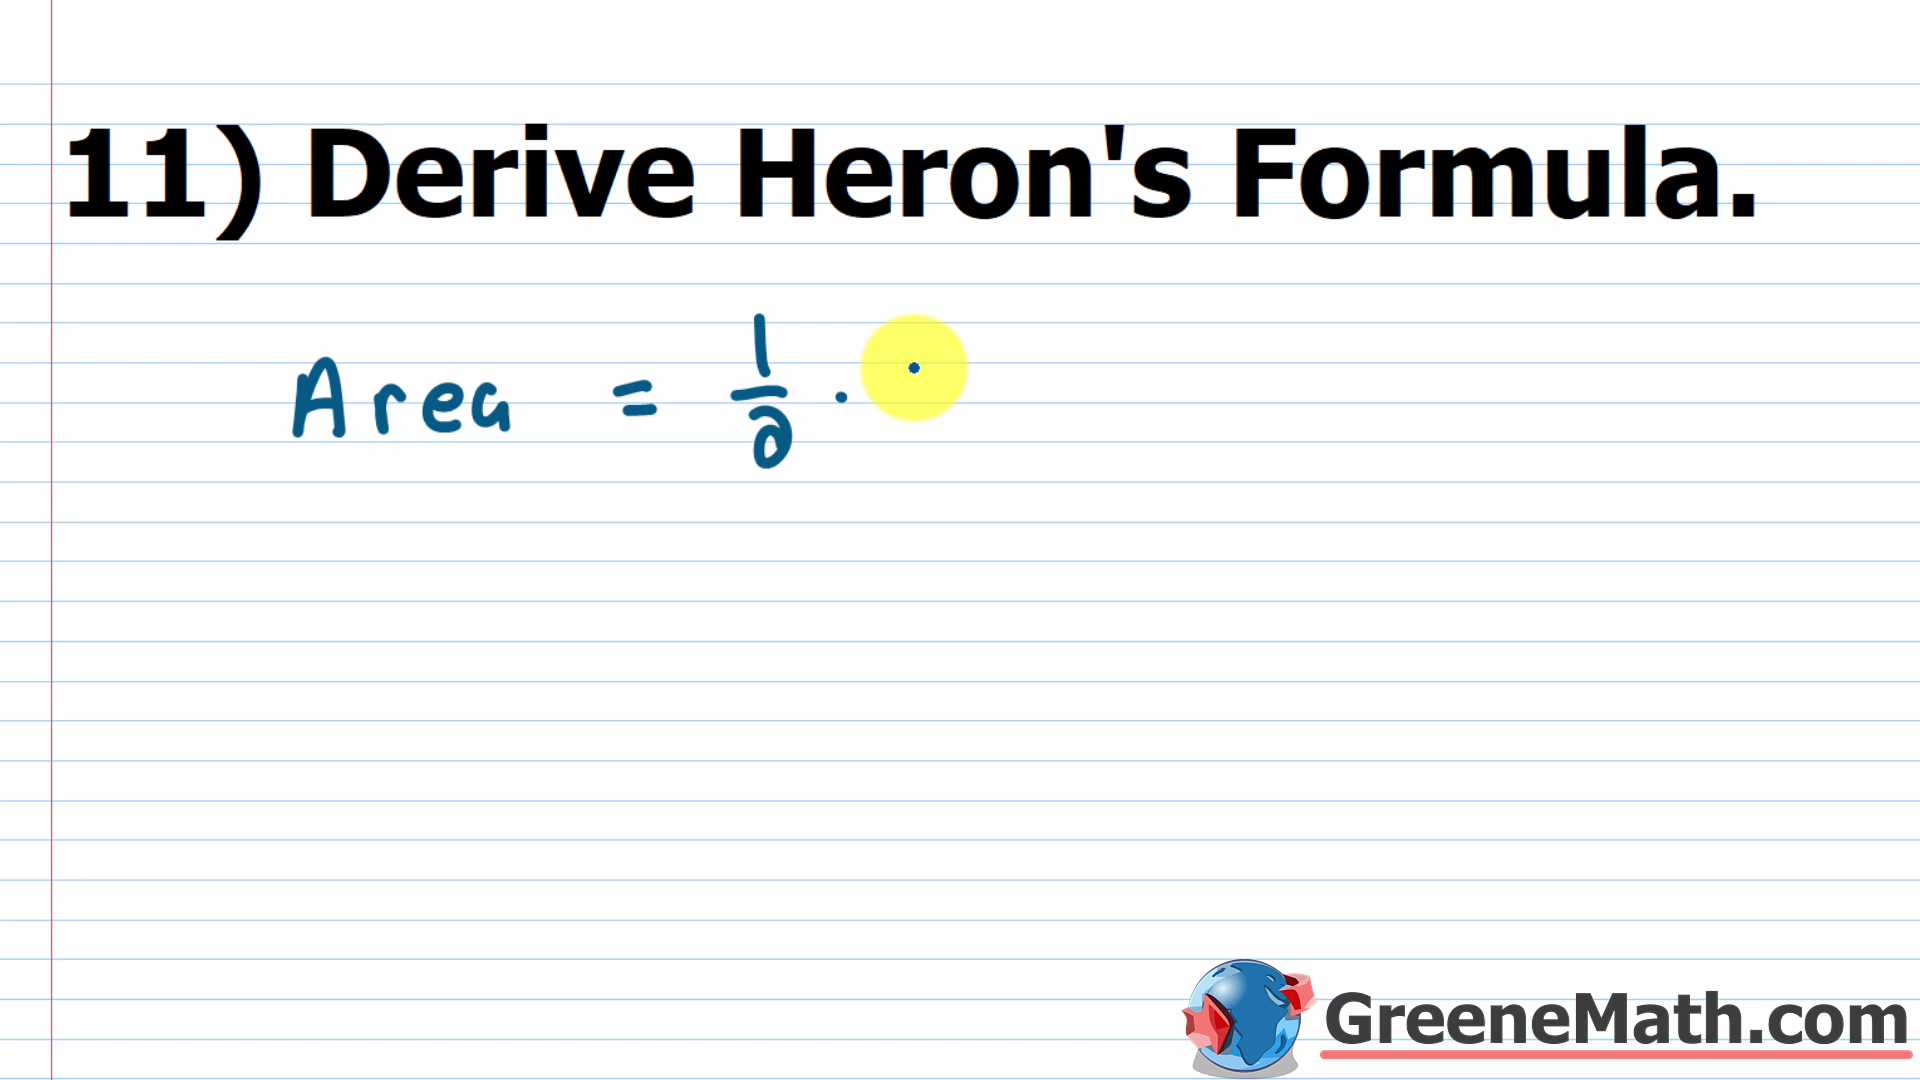 11) Derive Heron's Formula.
Area = 1/2 ·
GreeneMath.com